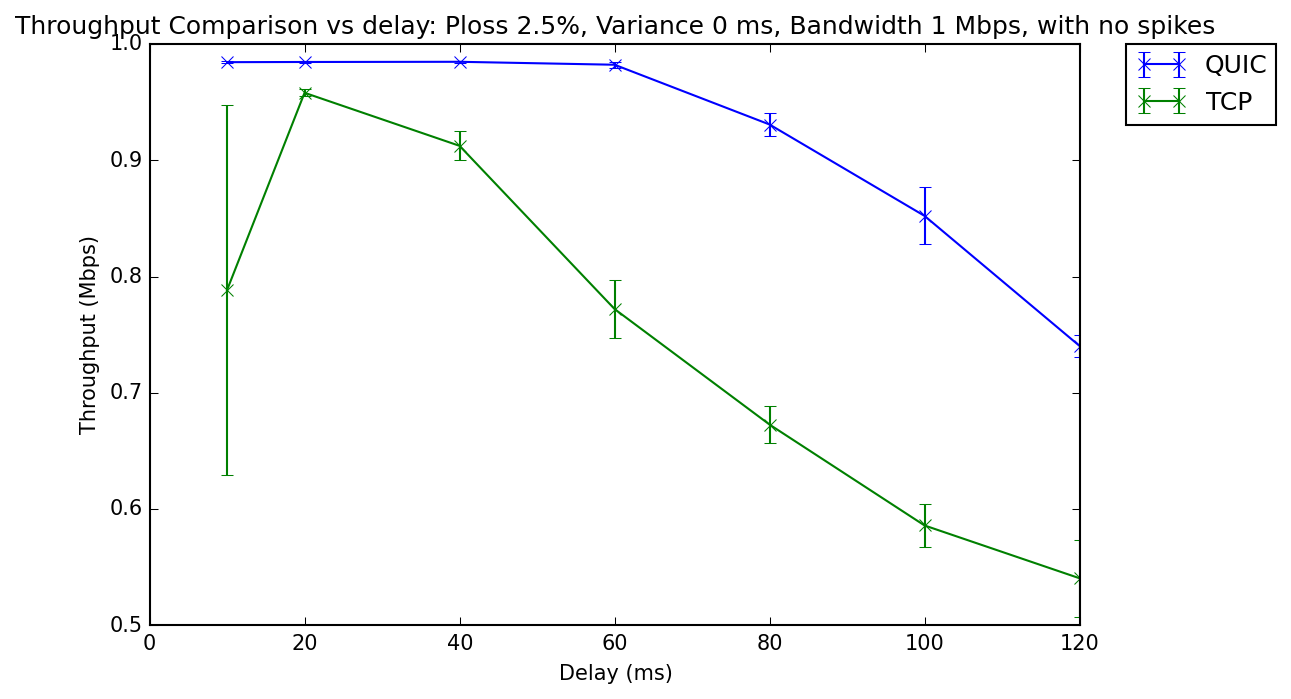 Throughput Comparison vs delay: Ploss 2.5%, Variance 0 ms, Bandwidth 1 Mbps, with no spikes
1.0
0.9
0.8
0.7
0.6
0.5
Throughput (Mbps)
0 20 40 60 80 100 120
Delay (ms)
QUIC
TCP